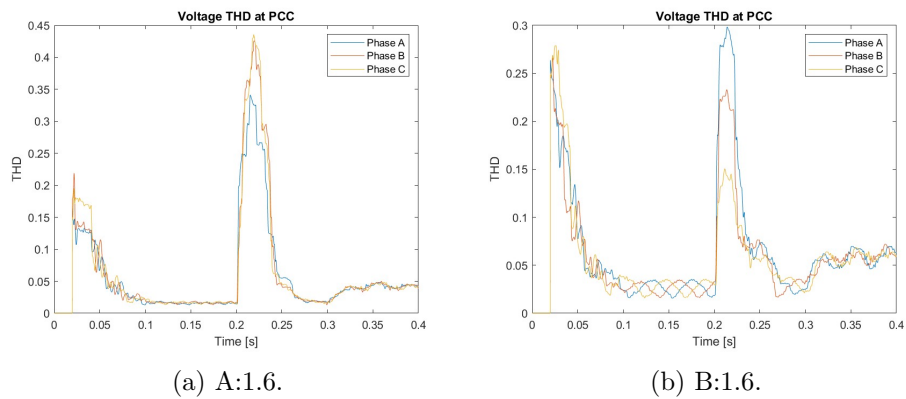 Voltage THD at PCC
0.45
0.4
0.35
0.3
0.25
0.2
0.15
0.1
0.05
0
THD
Phase A
Phase B
Phase C
0 0.05 0.1 0.15 0.2 0.25 0.3 0.35 0.4
Time [s]
(a) A:1.6.
Voltage THD at PCC
0.3
0.25
0.2
0.15
0.1
0.05
0
THD
Phase A
Phase B
Phase C
0 0.05 0.1 0.15 0.2 0.25 0.3 0.35 0.4
Time [s]
(b) B:1.6.